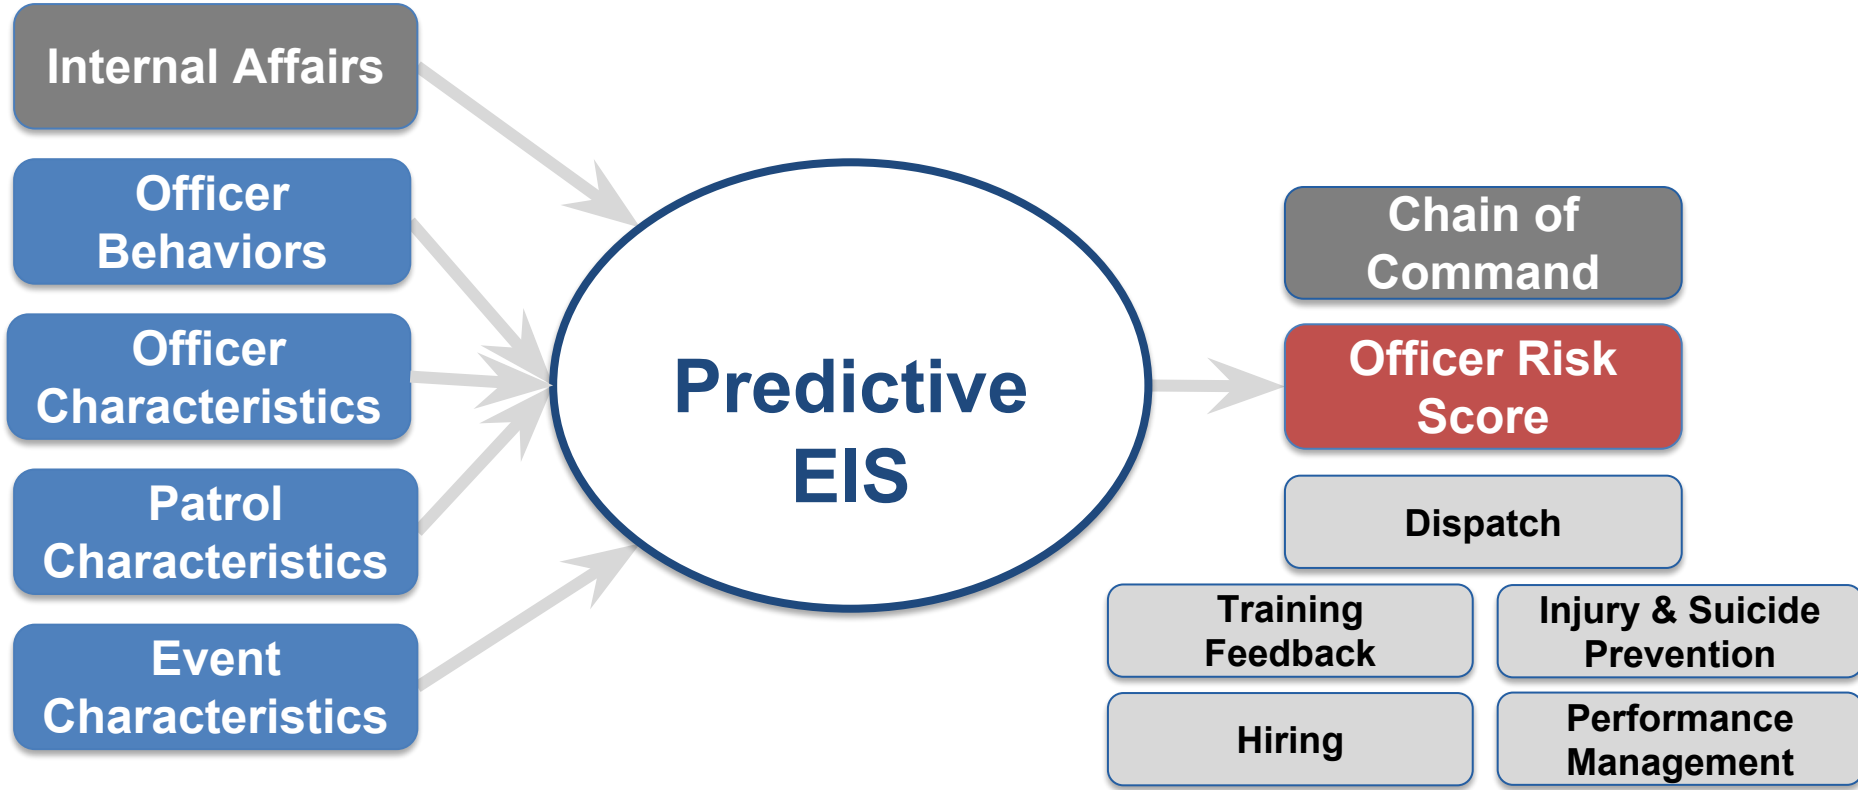 Internal Affairs
Officer
Behaviors
Officer
Characteristics
Patrol
Characteristics
Event
Characteristics
Predictive
EIS
Chain of
Command
Officer Risk
Score
Dispatch
Training
Feedback
Injury & Suicide
Prevention
Hiring
Performance
Management